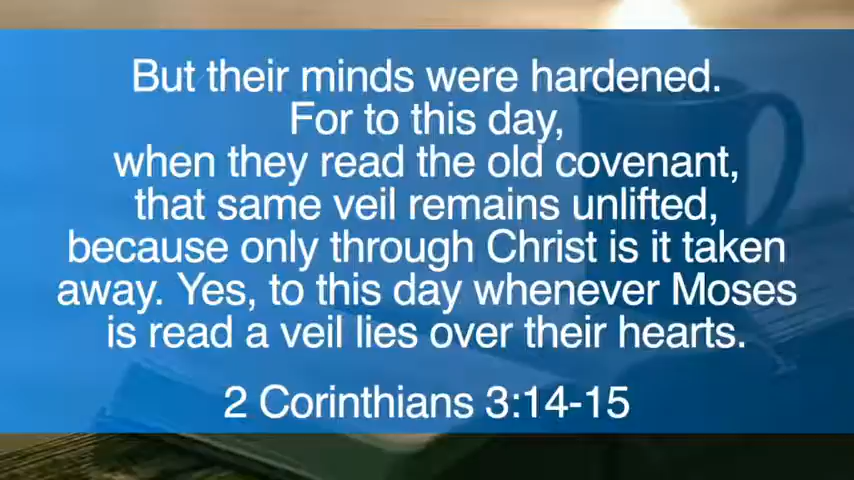 But their minds were hardened.
For to this day,
when they read the old covenant,
that same veil remains unlifted,
because only through Christ is it taken
away. Yes, to this day whenever Moses
is read a veil lies over their hearts.
2 Corinthians 3:14-15